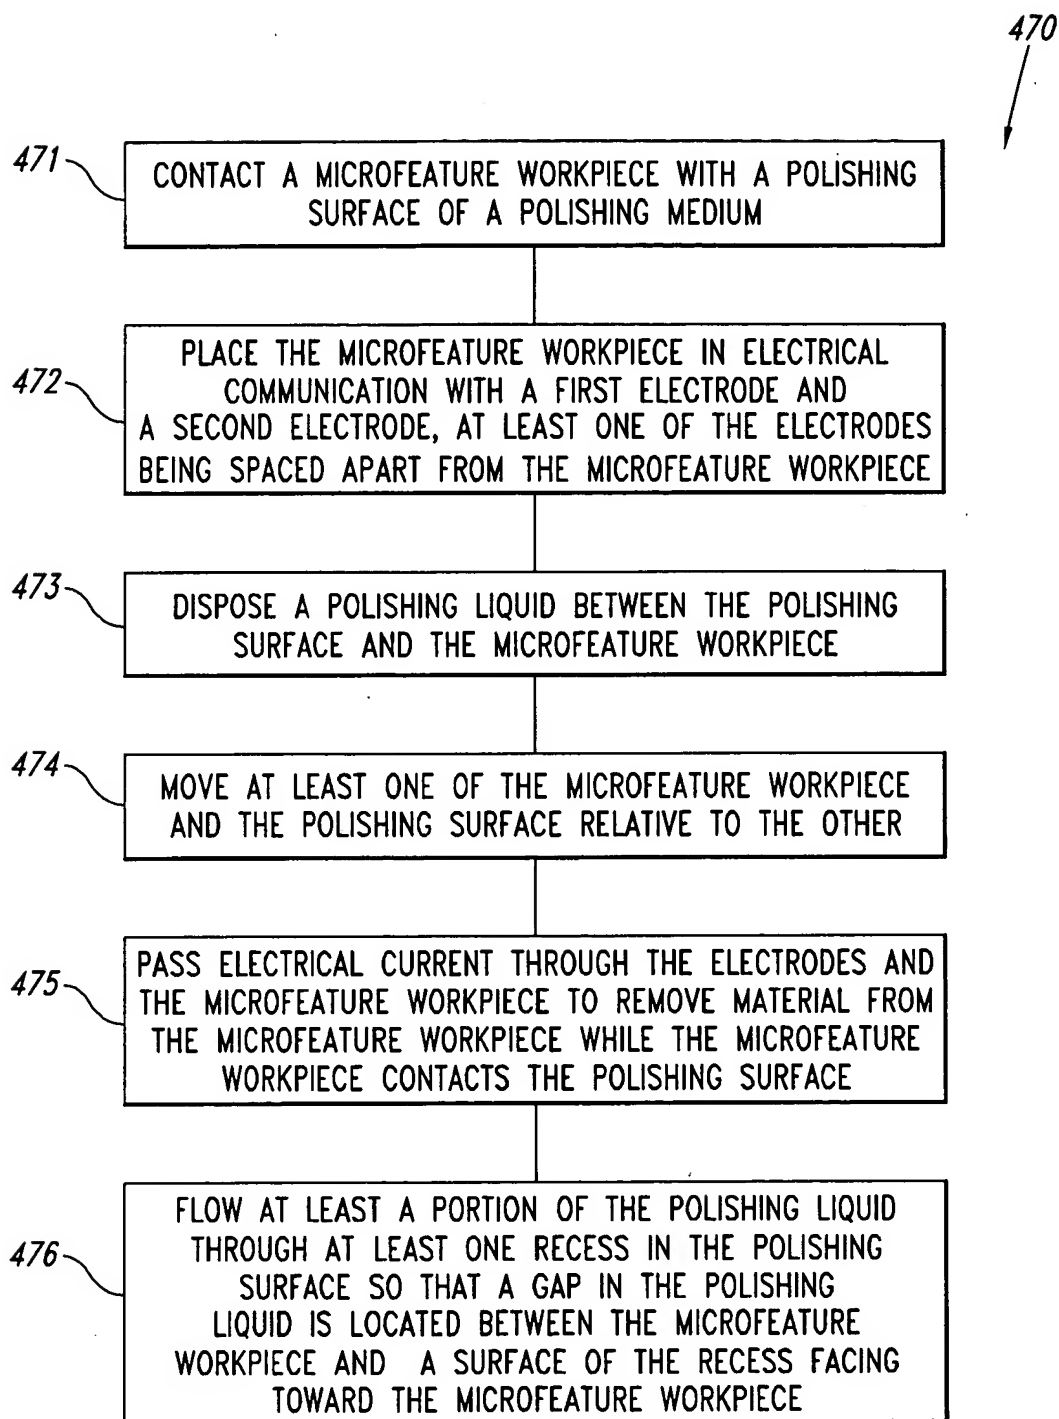 470
471
CONTACT A MICROFEATURE WORKPIECE WITH A POLISHING
SURFACE OF A POLISHING MEDIUM
472
PLACE THE MICROFEATURE WORKPIECE IN ELECTRICAL
COMMUNICATION WITH A FIRST ELECTRODE AND
A SECOND ELECTRODE, AT LEAST ONE OF THE ELECTRODES
BEING SPACED APART FROM THE MICROFEATURE WORKPIECE
473
DISPOSE A POLISHING LIQUID BETWEEN THE POLISHING
SURFACE AND THE MICROFEATURE WORKPIECE
474
MOVE AT LEAST ONE OF THE MICROFEATURE WORKPIECE
AND THE POLISHING SURFACE RELATIVE TO THE OTHER
475
PASS ELECTRICAL CURRENT THROUGH THE ELECTRODES AND
THE MICROFEATURE WORKPIECE TO REMOVE MATERIAL FROM
THE MICROFEATURE WORKPIECE WHILE THE MICROFEATURE
WORKPIECE CONTACTS THE POLISHING SURFACE
476
FLOW AT LEAST A PORTION OF THE POLISHING LIQUID
THROUGH AT LEAST ONE RECESS IN THE POLISHING
SURFACE SO THAT A GAP IN THE POLISHING
LIQUID IS LOCATED BETWEEN THE MICROFEATURE
WORKPIECE AND A SURFACE OF THE RECESS FACING
TOWARD THE MICROFEATURE WORKPIECE